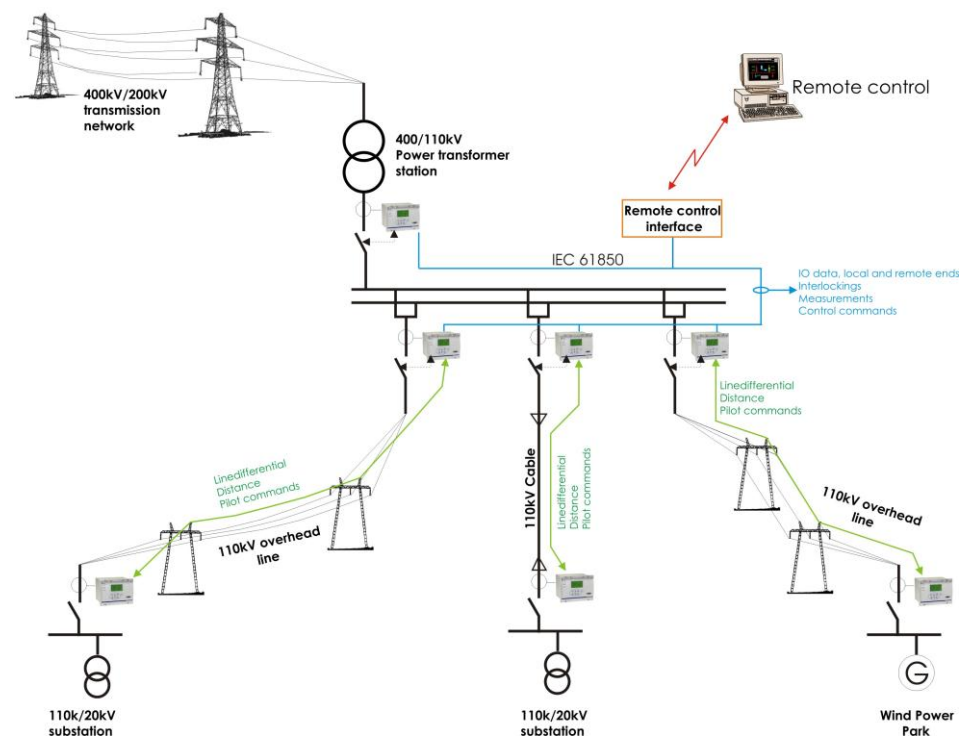 400kV/200kV
transmission
network
400/110kV
Power transformer
station
Remote control
Remote control
interface
IEC 61850
IO data, local and remote ends
Interlockings
Measurements
Control commands
Linedifferential
Distance
Pilot commands
110kV overhead
line
110kV Cable
Linedifferential
Distance
Pilot commands
Linedifferential
Distance
Pilot commands
110kV overhead
line
110k/20kV
substation
110k/20kV
substation
G
Wind Power
Park